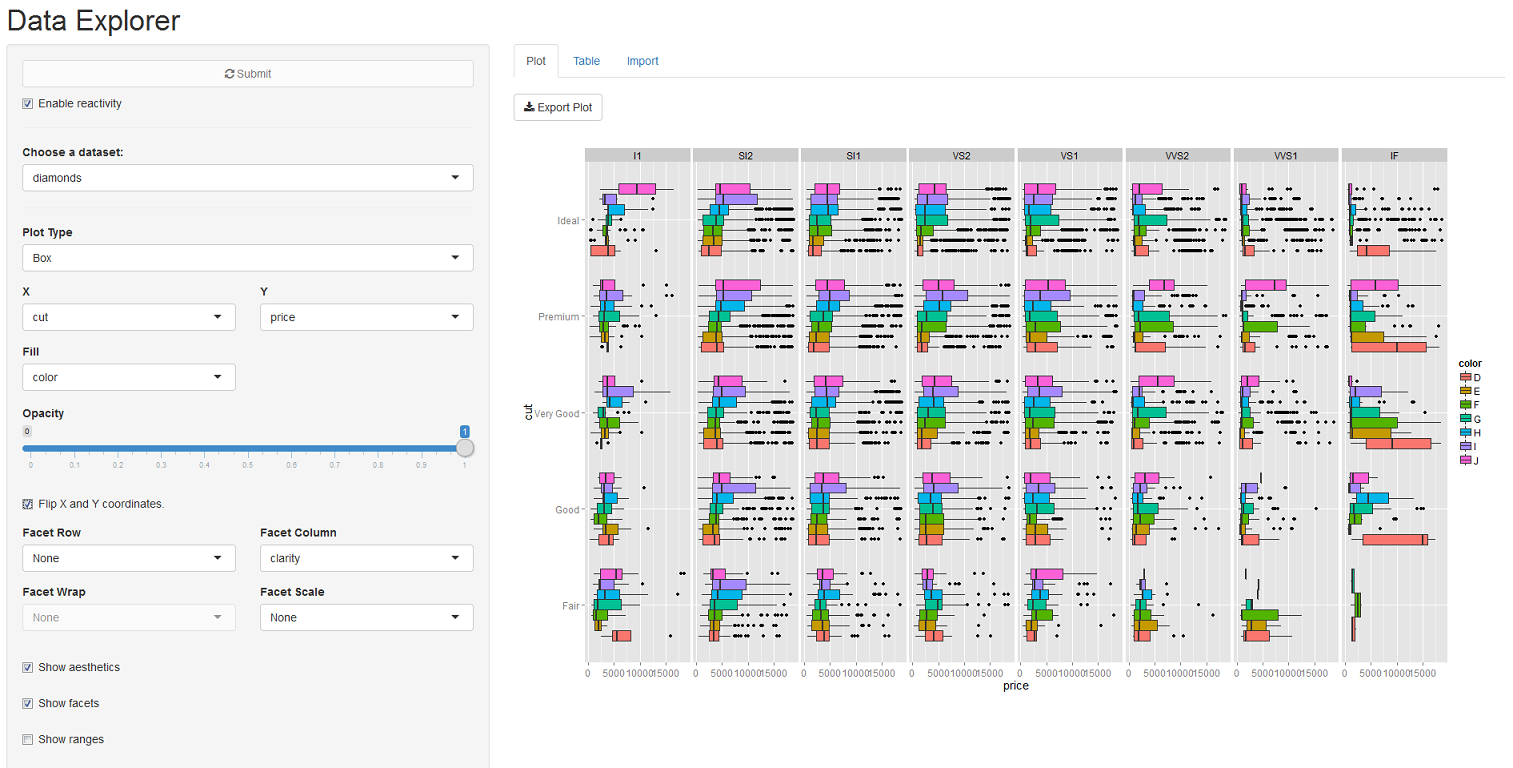 Data Explorer
Submit
Enable reactivity
Choose a dataset:
diamonds
Plot Type
Box
X Y
cut price
Fill
color
Opacity
0 1
0 0.1 0.2 0.3 0.4 0.5 0.6 0.7 0.8 0.9 1
Flip X and Y coordinates.
Facet Row Facet Column
None clarity
Facet Wrap Facet Scale
None None
Show aesthetics
Show facets
Show ranges
Plot Table Import
Export Plot
I1 SI2 SI1 VS2 VS1 VVS2 VVS1 IF
Ideal
Premium
Very Good
Good
Fair
cut
0 5000 10000 15000 0 5000 10000 15000 0 5000 10000 15000 0 5000 10000 15000 0 5000 10000 15000 0 5000 10000 15000 0 5000 10000 15000 0 5000 10000 15000
price
color
D
E
F
G
H
I
J